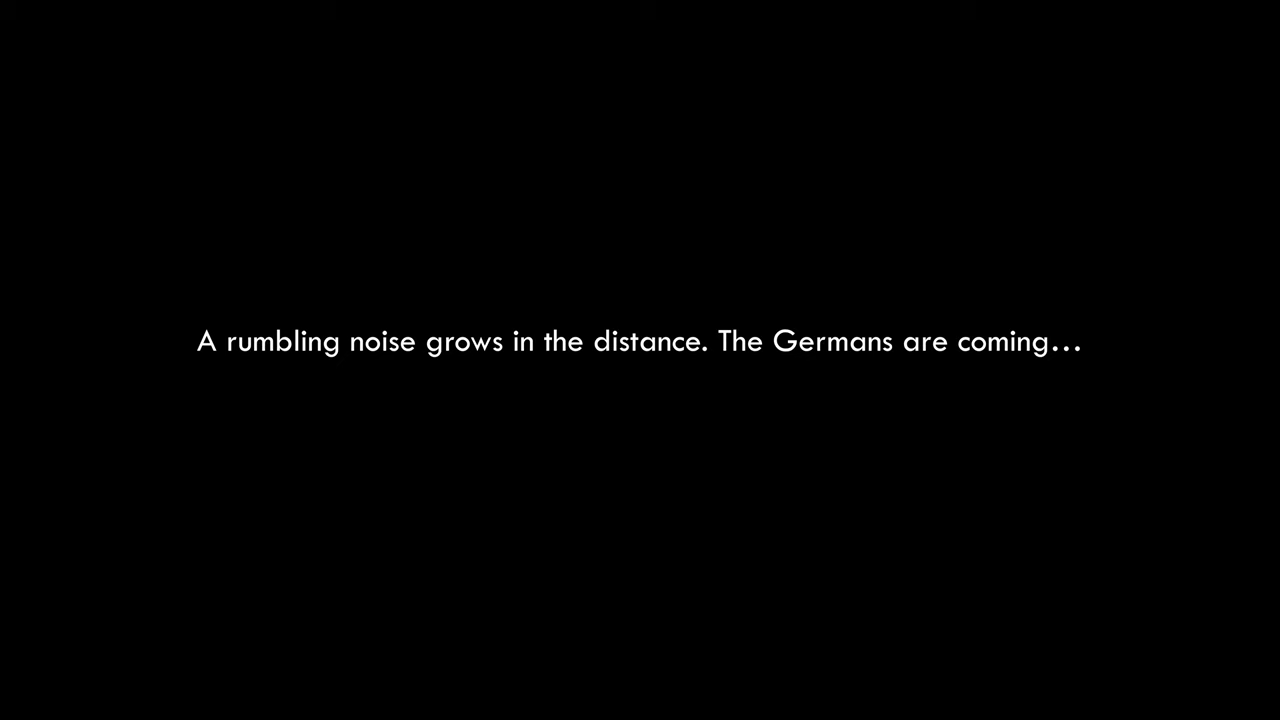 A rumbling noise grows in the distance. The Germans are coming…